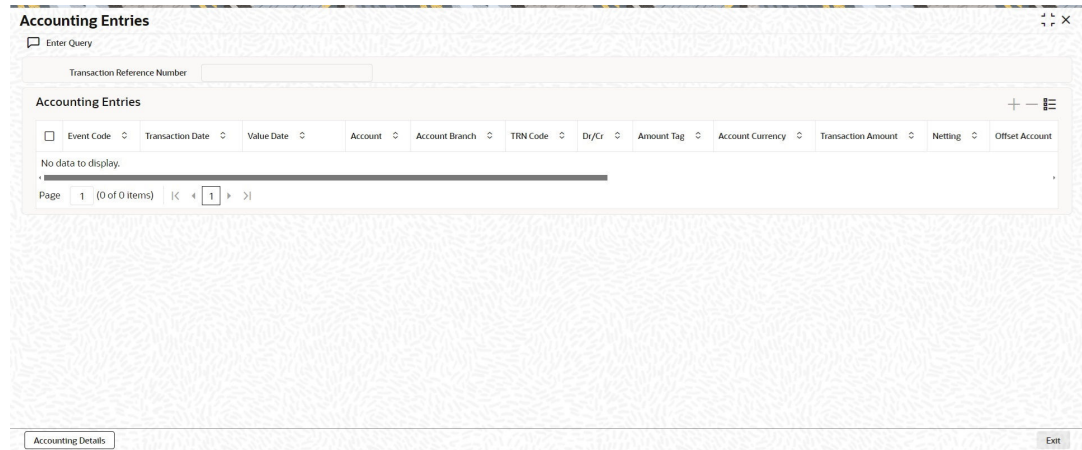 Accounting Entries
Enter Query
Transaction Reference Number
Accounting Entries
Event Code Transaction Date Value Date Account Account Branch TRN Code Dr/Cr Amount Tag Account Currency Transaction Amount Netting Offset Account
No data to display.
Page 1 (0 of 0 items) 1
Accounting Details Exit